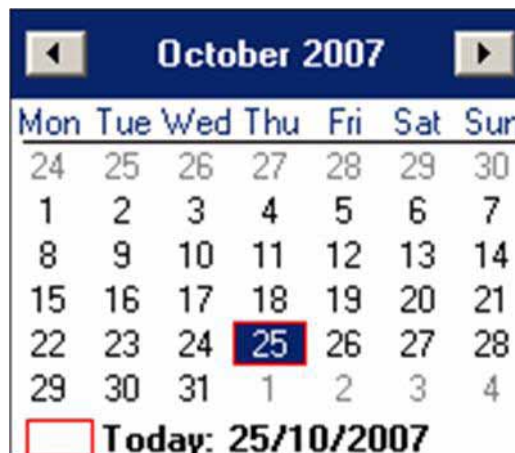 October 2007
Mon Tue Wed Thu Fri Sat Sun
24 25 26 27 28 29 30
1 2 3 4 5 6 7
8 9 10 11 12 13 14
15 16 17 18 19 20 21
22 23 24 25 26 27 28
29 30 31 1 2 3 4
Today: 25/10/2007